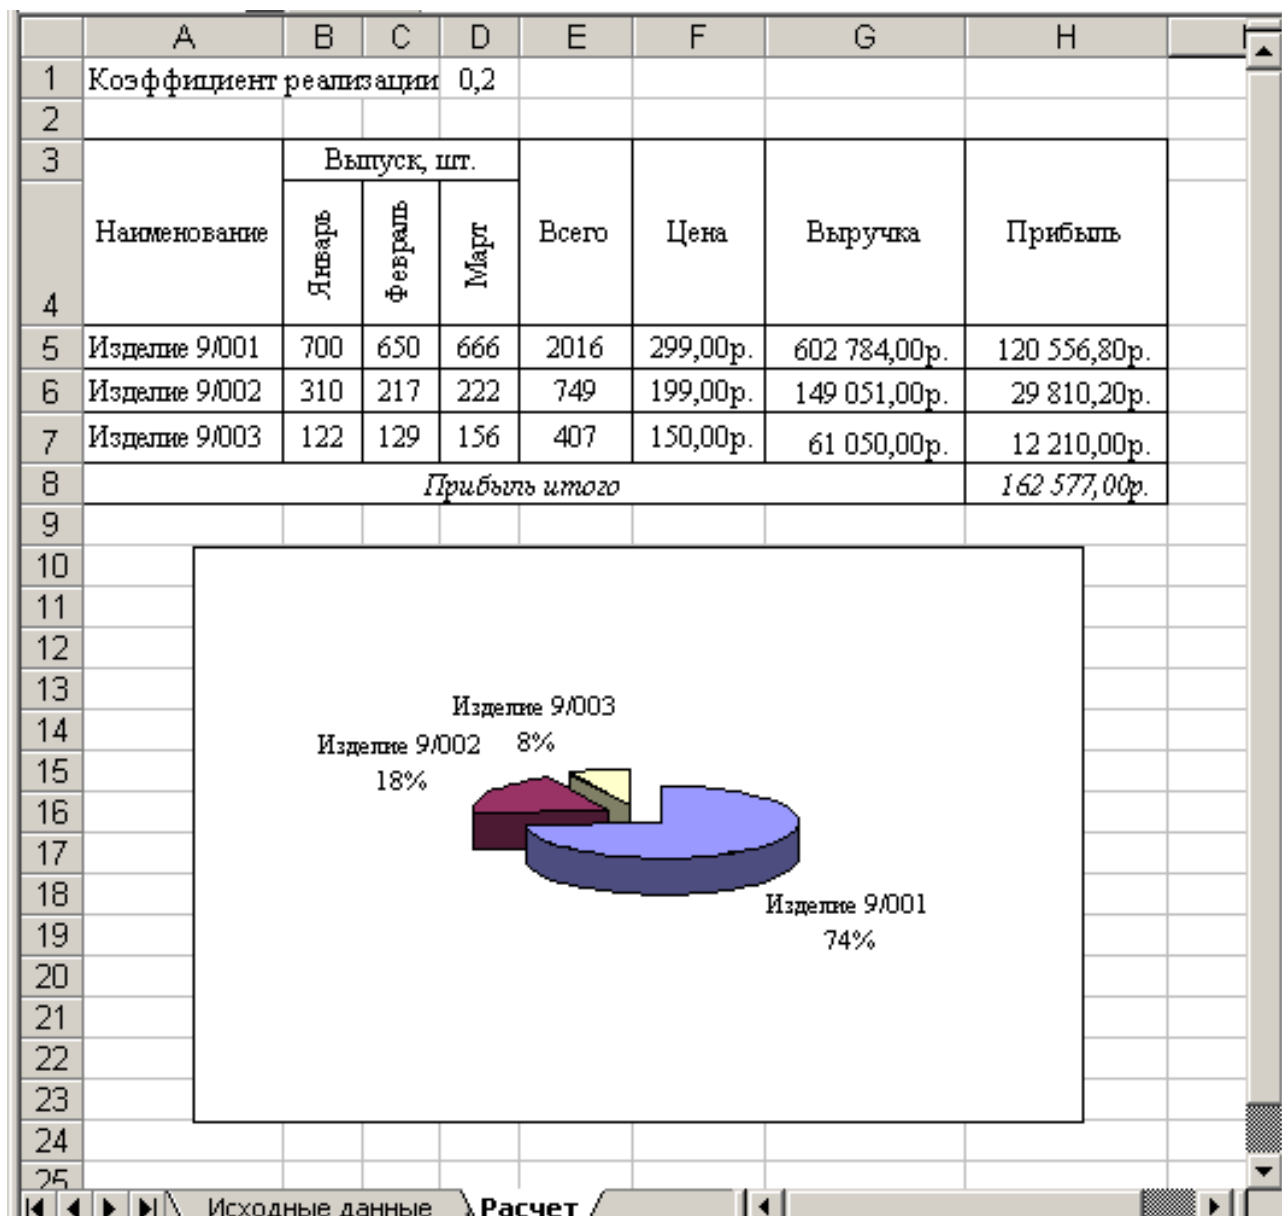 A B C D E F G H
1 Коэффициент реализации 0,2
2
3 Выпуск, шт.
4 Наименование Январь Февраль Март Всего Цена Выручка Прибыль
5 Изделие 9/001 700 650 666 2016 299,00р. 602 784,00р. 120 556,80р.
6 Изделие 9/002 310 217 222 749 199,00р. 149 051,00р. 29 810,20р.
7 Изделие 9/003 122 129 156 407 150,00р. 61 050,00р. 12 210,00р.
8 Прибыль итого 162 577,00р.
9
10
11
12
13
Изделие 9/003
14
Изделие 9/002 8%
15
18%
16
17
18
Изделие 9/001
19
74%
20
21
22
23
24
25
Исходные данные Расчет